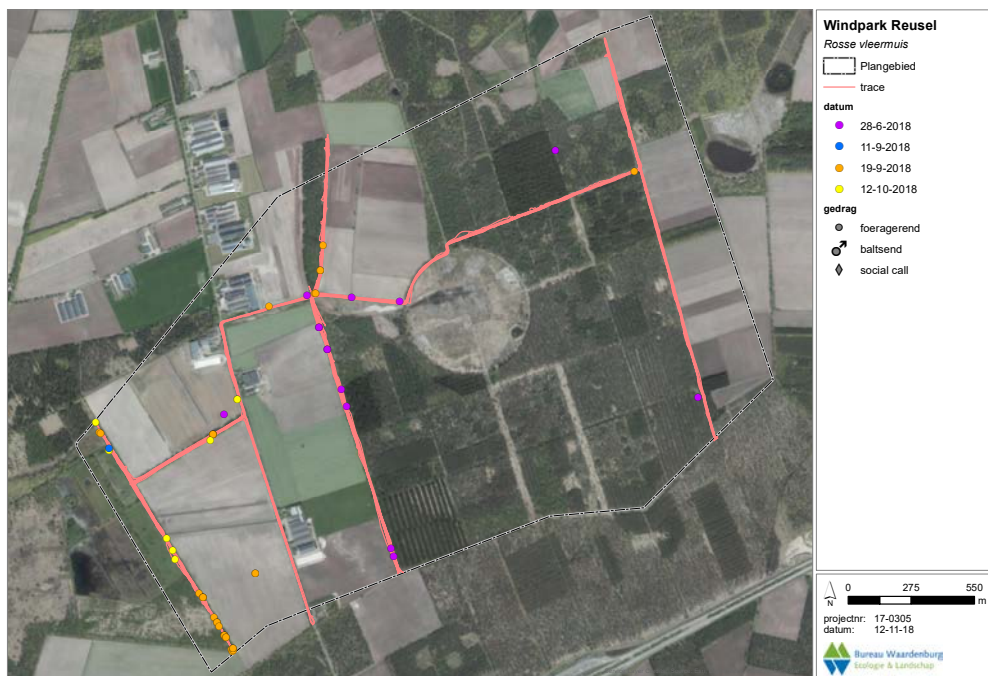 Windpark Reusel
Rosse vleermuis
Plangebied
trace
datum
28-6-2018
11-9-2018
19-9-2018
12-10-2018
gedrag
foeragerend
baltsend
social call
N
0 275 550
m
projectnr: 17-0305
datum: 12-11-18
Bureau Waardenburg
Ecologie & Landschap